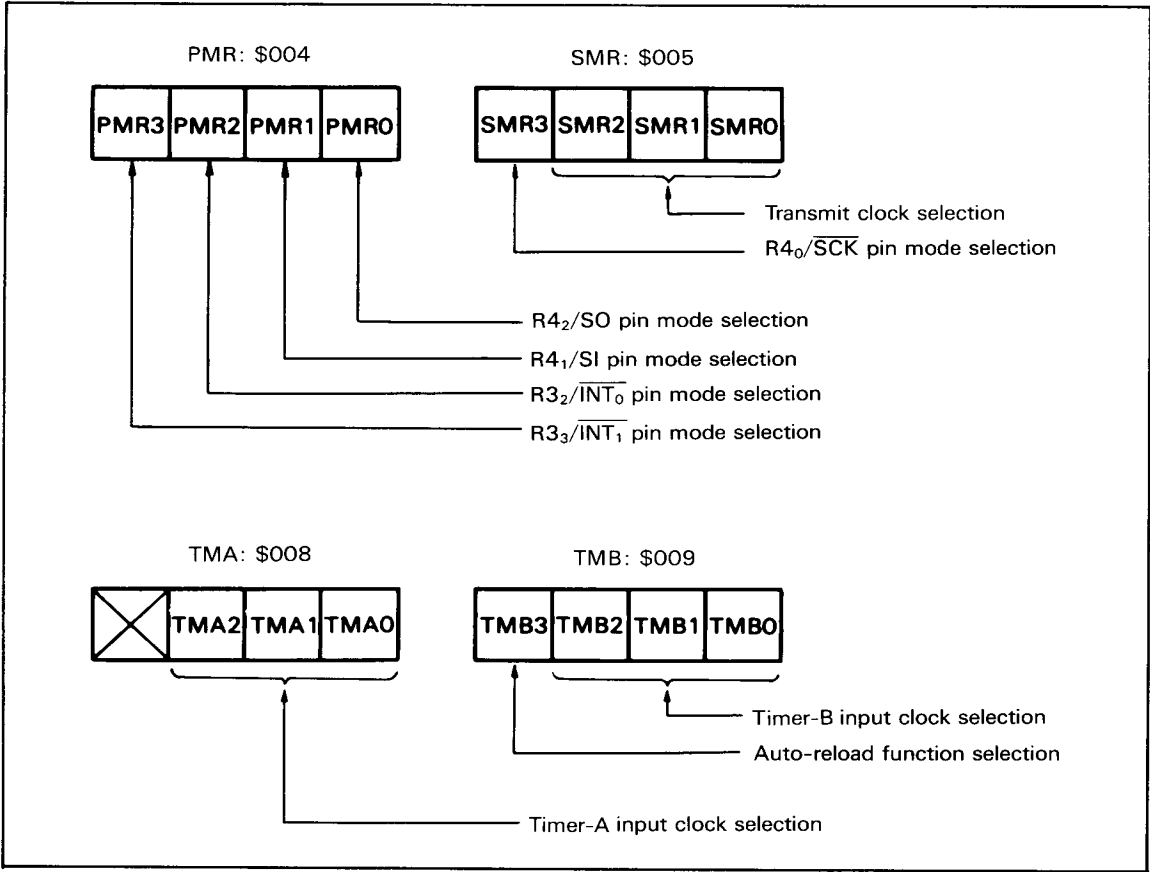 PMR: $004
PMR3 PMR2 PMR1 PMR0
R4₂/SO pin mode selection
R4₁/SI pin mode selection
R3₂/I̅N̅T̅₀̅ pin mode selection
R3₃/I̅N̅T̅₁̅ pin mode selection
SMR: $005
SMR3 SMR2 SMR1 SMR0
Transmit clock selection
R4₀/S̅C̅K̅ pin mode selection
TMA: $008
TMA2 TMA1 TMA0
Timer-A input clock selection
TMB: $009
TMB3 TMB2 TMB1 TMB0
Timer-B input clock selection
Auto-reload function selection